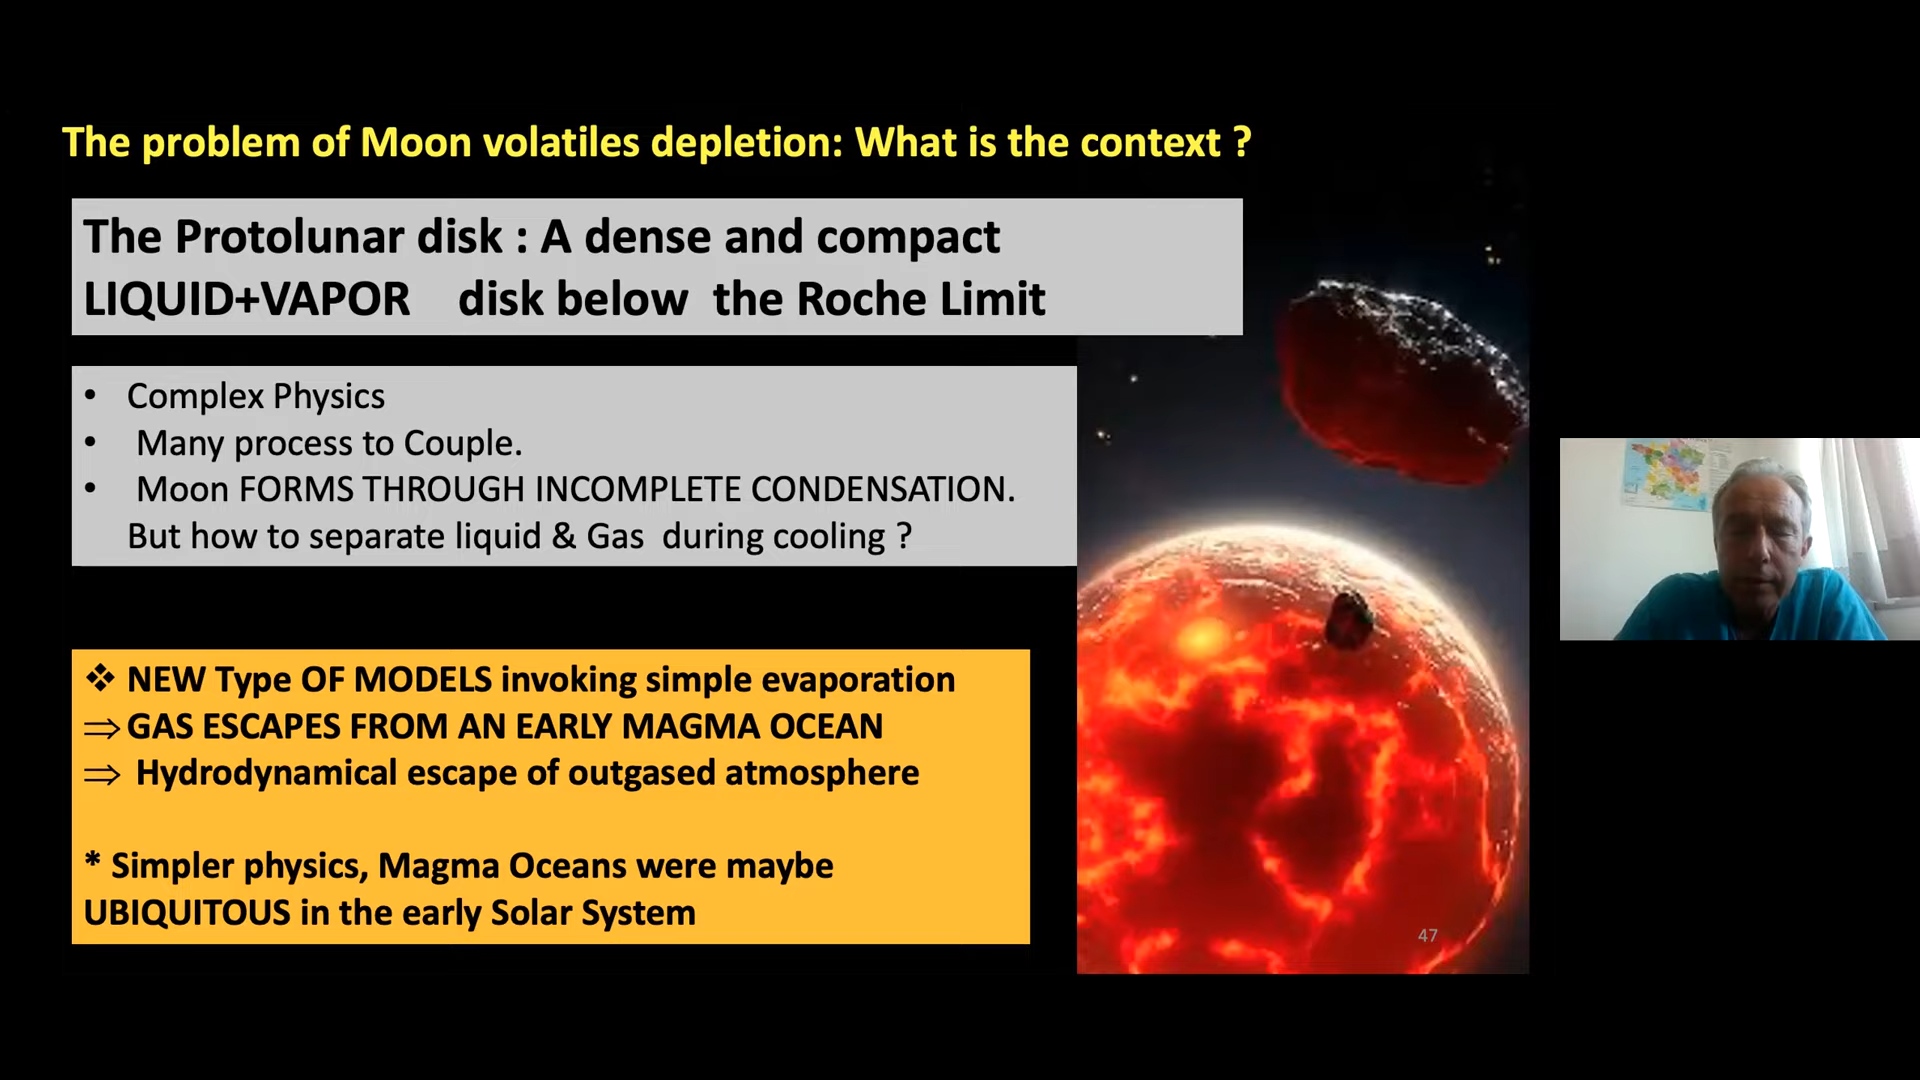 The problem of Moon volatiles depletion: What is the context ?
The Protolunar disk : A dense and compact
LIQUID+VAPOR disk below the Roche Limit
• Complex Physics
• Many process to Couple.
• Moon FORMS THROUGH INCOMPLETE CONDENSATION.
But how to separate liquid & Gas during cooling ?
❖ NEW Type OF MODELS invoking simple evaporation
⇒ GAS ESCAPES FROM AN EARLY MAGMA OCEAN
⇒ Hydrodynamical escape of outgased atmosphere
* Simpler physics, Magma Oceans were maybe
UBIQUITOUS in the early Solar System
47